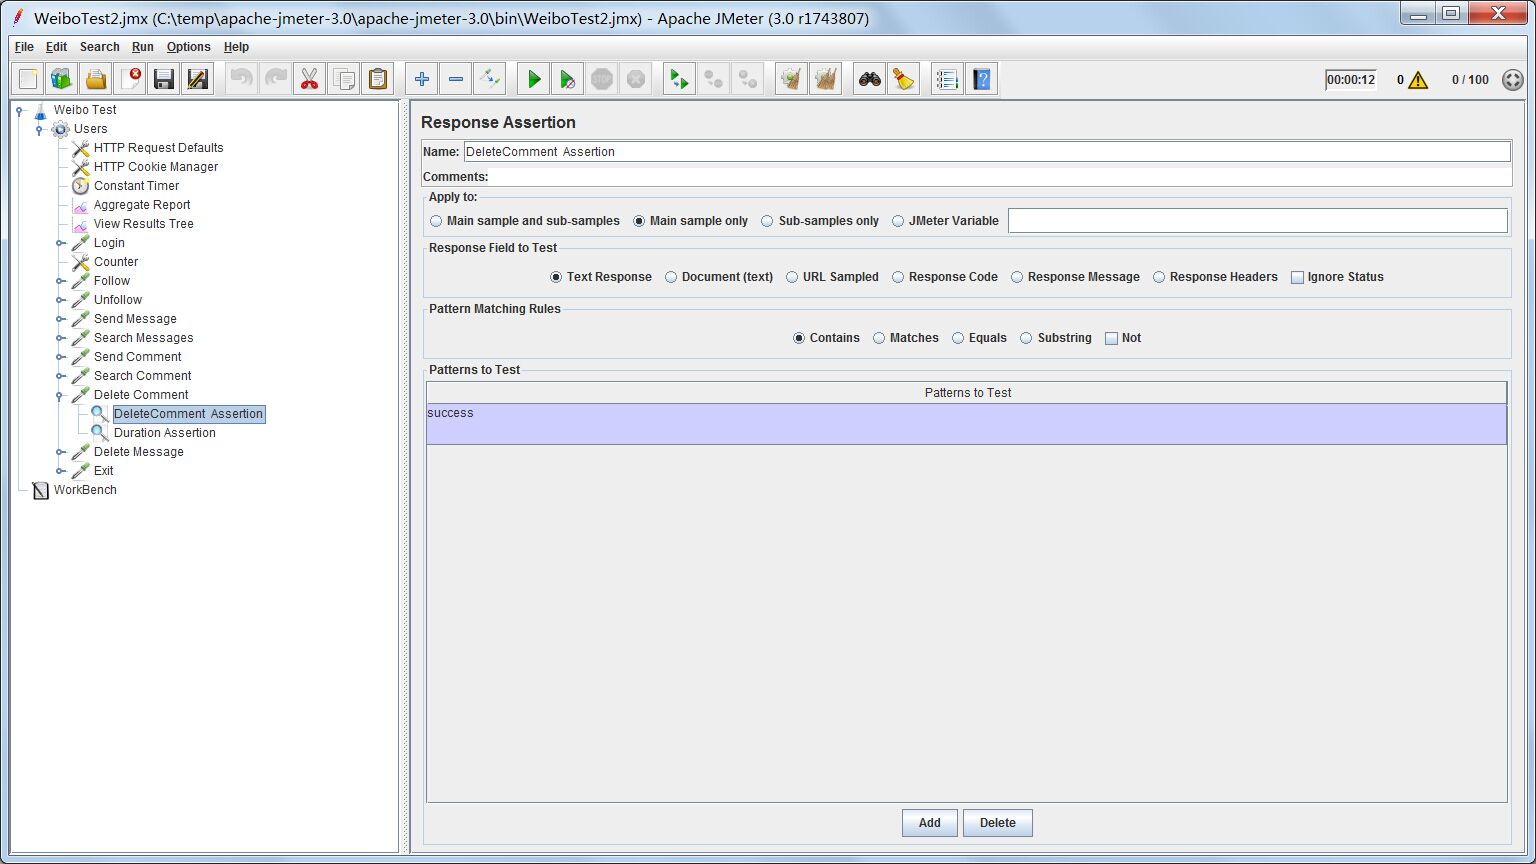 WeiboTest2.jmx (C:\temp\apache-jmeter-3.0\apache-jmeter-3.0\bin\WeiboTest2.jmx) - Apache JMeter (3.0 r1743807)
File Edit Search Run Options Help
STOP
00:00:12 0 0 / 100
Weibo Test
Users
HTTP Request Defaults
HTTP Cookie Manager
Constant Timer
Aggregate Report
View Results Tree
Login
Counter
Follow
Unfollow
Send Message
Search Messages
Send Comment
Search Comment
Delete Comment
DeleteComment Assertion
Duration Assertion
Delete Message
Exit
WorkBench
Response Assertion
Name: DeleteComment Assertion
Comments:
Apply to:
Main sample and sub-samples Main sample only Sub-samples only JMeter Variable
Response Field to Test
Text Response Document (text) URL Sampled Response Code Response Message Response Headers Ignore Status
Pattern Matching Rules
Contains Matches Equals Substring Not
Patterns to Test
Patterns to Test
success
Add Delete